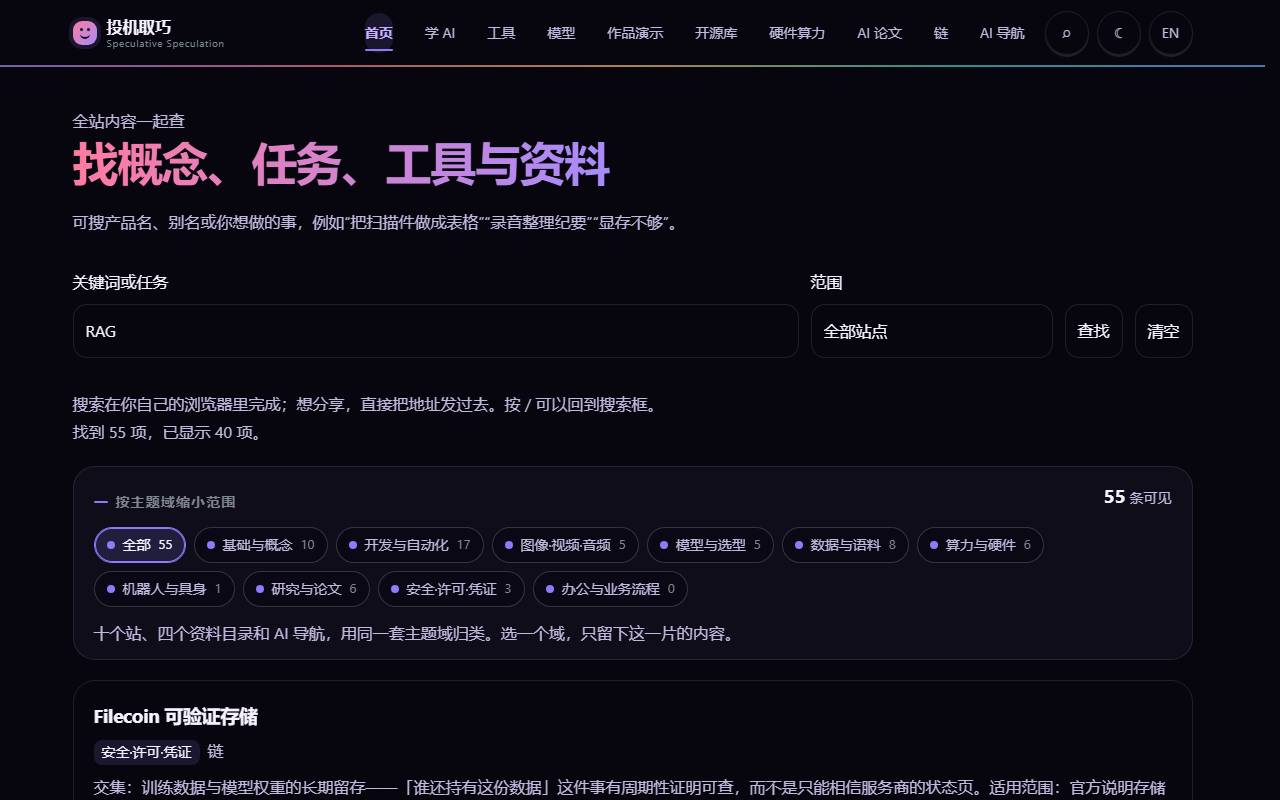 投机取巧
Speculative Speculation
首页 学 AI 工具 模型 作品演示 开源库 硬件算力 AI 论文 链 AI 导航 EN
全站内容一起查
找概念、任务、工具与资料
可搜产品名、别名或你想做的事，例如“把扫描件做成表格”“录音整理纪要”“显存不够”。
关键词或任务 范围
RAG 全部站点 查找 清空
搜索在你自己的浏览器里完成；想分享，直接把地址发过去。按 / 可以回到搜索框。
找到 55 项，已显示 40 项。
按主题域缩小范围 55 条可见
全部 55 基础与概念 10 开发与自动化 17 图像·视频·音频 5 模型与选型 5 数据与语料 8 算力与硬件 6
机器人与具身 1 研究与论文 6 安全·许可·凭证 3 办公与业务流程 0
十个站、四个资料目录和 AI 导航，用同一套主题域归类。选一个域，只留下这一片的内容。
Filecoin 可验证存储
安全·许可·凭证 链
交集：训练数据与模型权重的长期留存——「谁还持有这份数据」这件事有周期性证明可查，而不是只能相信服务商的状态页。适用范围：官方说明存储